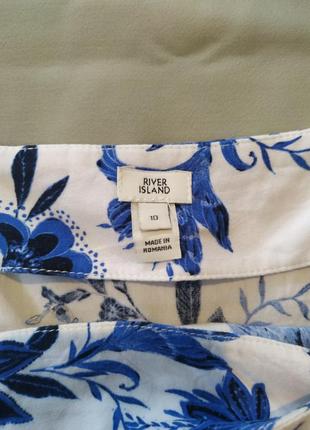 RIVER
ISLAND
10
MADE IN
ROMANIA